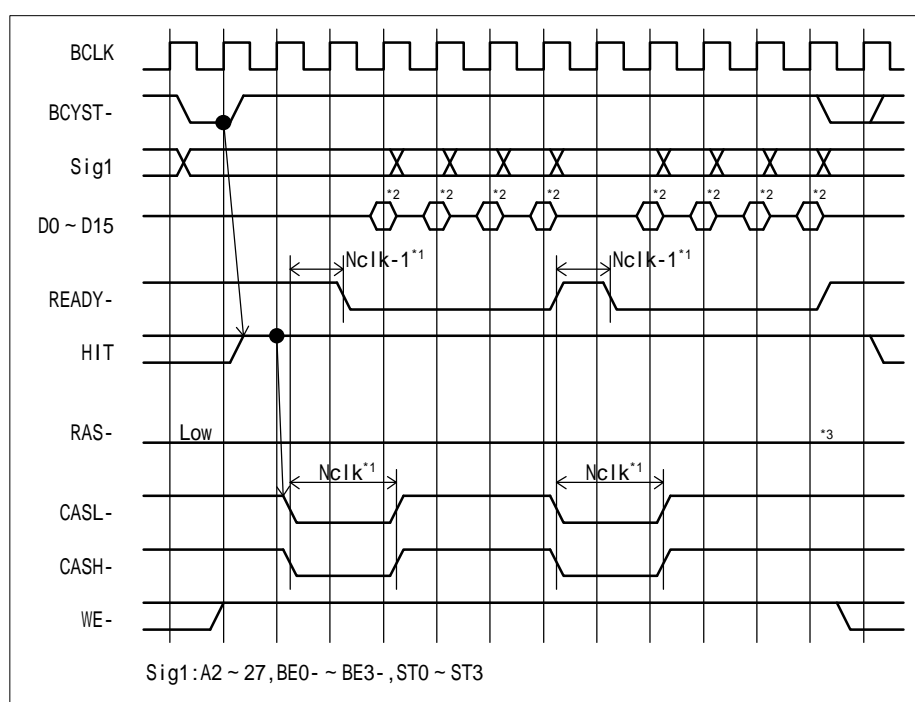 BCLK
BCYST-
Sig1
*2 *2 *2 *2 *2 *2 *2 *2
D0 ~ D15
Nclk-1*1 Nclk-1*1
READY-
HIT
RAS- Low *3
Nclk*1 Nclk*1
CASL-
CASH-
WE-
Sig1:A2 ~ 27,BE0- ~ BE3-,ST0 ~ ST3